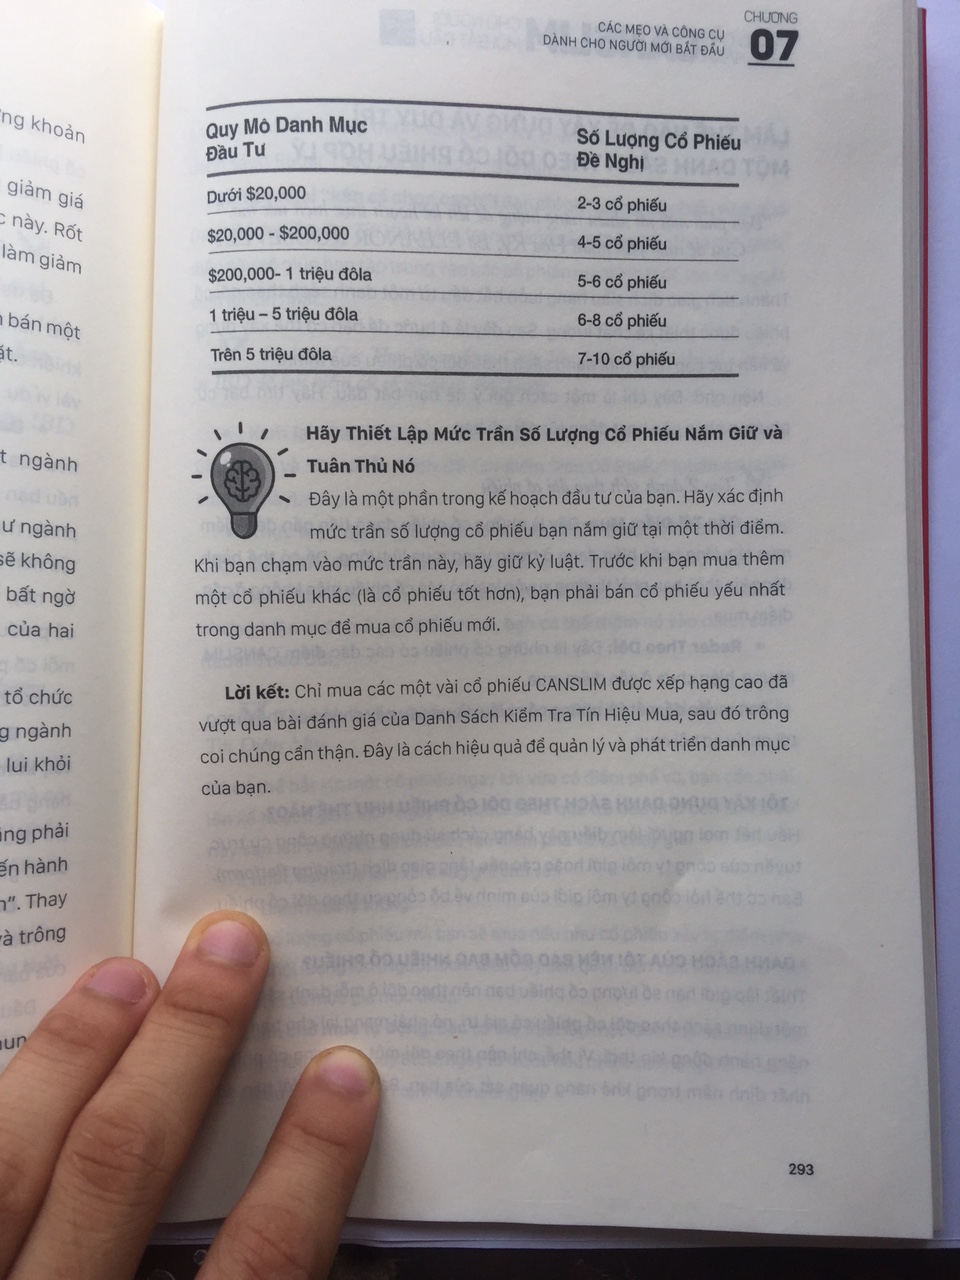 CHƯƠNG
07
CÁC MẸO VÀ CÔNG CỤ
DÀNH CHO NGƯỜI MỚI BẮT ĐẦU
Quy Mô Danh Mục
Đầu Tư
Số Lượng Cổ Phiếu
Đề Nghị
Dưới $20,000
2-3 cổ phiếu
$20,000 - $200,000
4-5 cổ phiếu
$200,000- 1 triệu đôla
5-6 cổ phiếu
1 triệu – 5 triệu đôla
6-8 cổ phiếu
Trên 5 triệu đôla
7-10 cổ phiếu
Hãy Thiết Lập Mức Trần Số Lượng Cổ Phiếu Nắm Giữ và
Tuân Thủ Nó
Đây là một phần trong kế hoạch đầu tư của bạn. Hãy xác định
mức trần số lượng cổ phiếu bạn nắm giữ tại một thời điểm.
Khi bạn chạm vào mức trần này, hãy giữ kỷ luật. Trước khi bạn mua thêm
một cổ phiếu khác (là cổ phiếu tốt hơn), bạn phải bán cổ phiếu yếu nhất
trong danh mục để mua cổ phiếu mới.
Lời kết: Chỉ mua các một vài cổ phiếu CANSLIM được xếp hạng cao đã
vượt qua bài đánh giá của Danh Sách Kiểm Tra Tín Hiệu Mua, sau đó trông
coi chúng cẩn thận. Đây là cách hiệu quả để quản lý và phát triển danh mục
của bạn.
293
khoản
giảm giá
này. Rốt
làm giảm
bán một
ngành
ngành
sẽ không
bất ngờ
của hai
tổ chức
ngành
lui khỏi
phải
hành
Thay
trông